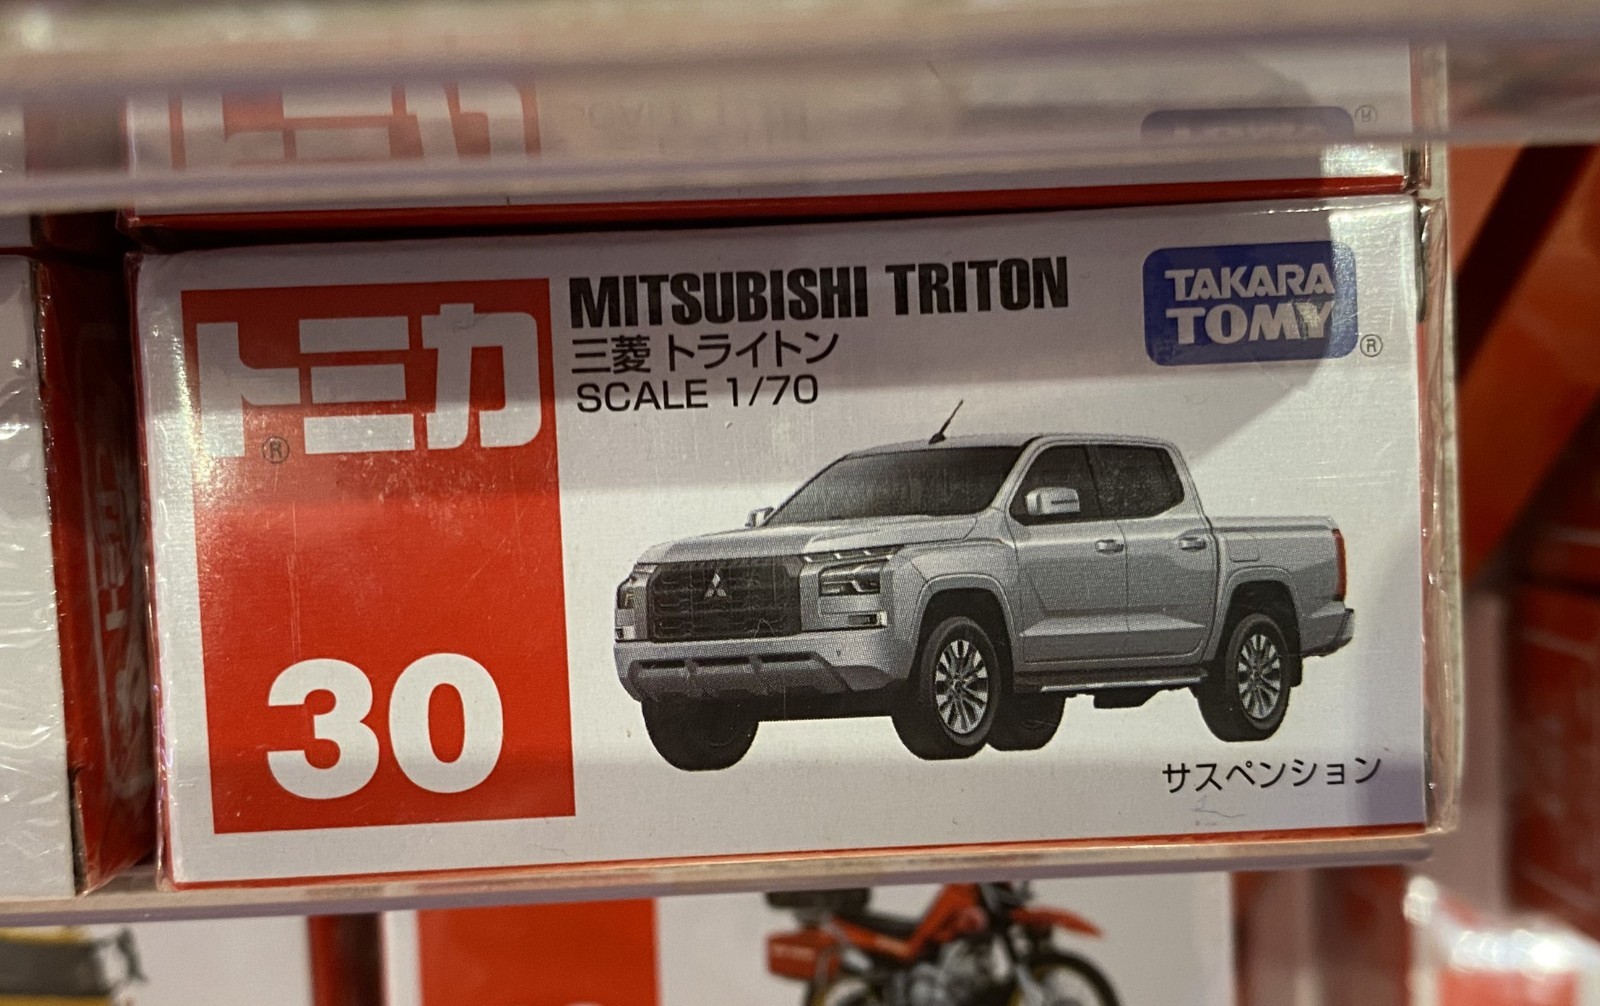 トミカ
®
30
MITSUBISHI TRITON
三菱 トライトン
SCALE 1/70
TAKARA
TOMY
®
サスペンション